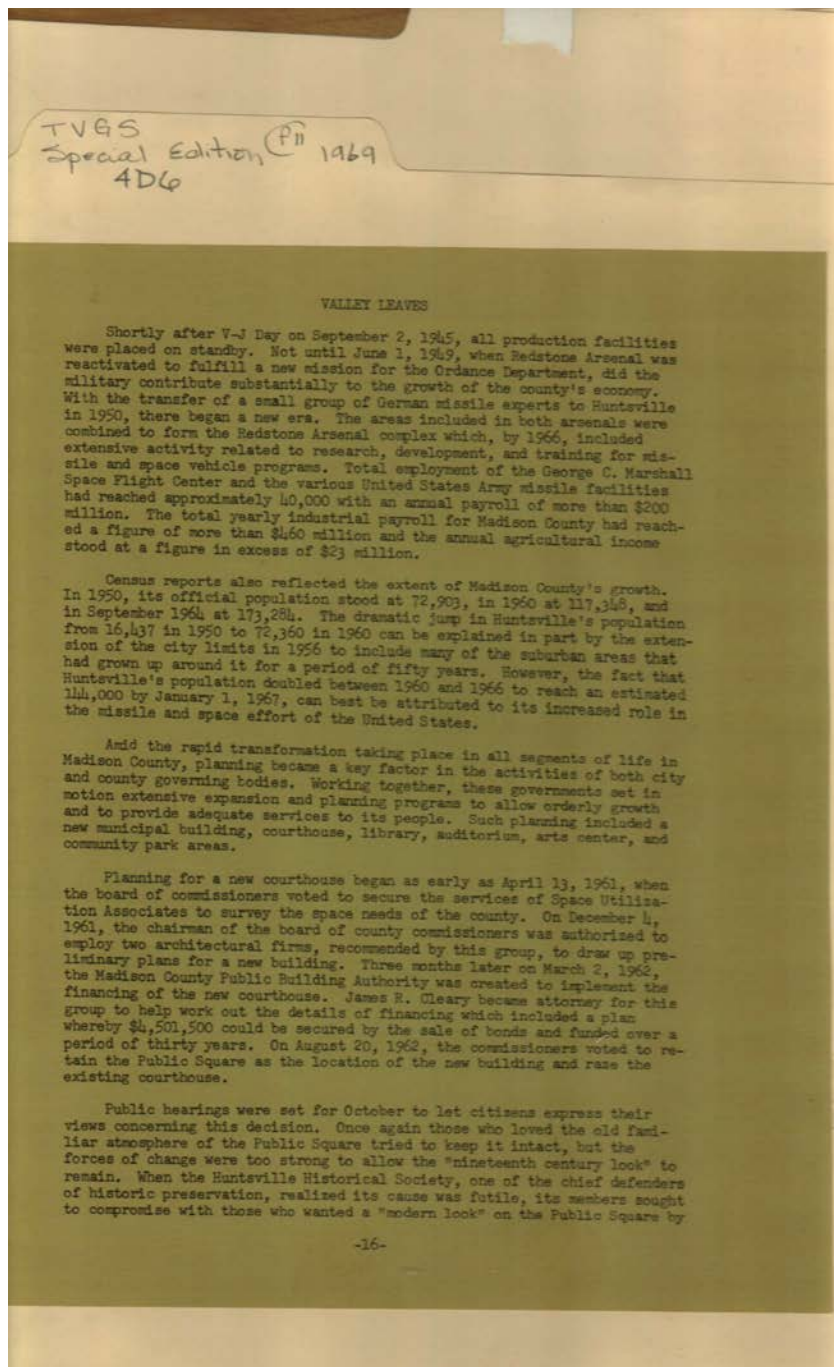 TVGS
Special Edition P11 1969
4D6
VALLEY LEAVES
Shortly after V-J Day on September 2, 1945, all production facilities
were placed on standby. Not until June 1, 1949, when Redstone Arsenal was
reactivated to fulfill a new mission for the Ordance Department, did the
military contribute substantially to the growth of the county's economy.
With the transfer of a small group of German missile experts to Huntsville
in 1950, there began a new era. The areas included in both arsenals were
combined to form the Redstone Arsenal complex which, by 1966, included
extensive activity related to research, development, and training for mis-
sile and space vehicle programs. Total employment of the George C. Marshall
Space Flight Center and the various United States Army missile facilities
had reached approximately 40,000 with an annual payroll of more than $200
million. The total yearly industrial payroll for Madison County had reach-
ed a figure of more than $460 million and the annual agricultural income
stood at a figure in excess of $23 million.
Census reports also reflected the extent of Madison County's growth.
In 1950, its official population stood at 72,903, in 1960 at 117,348, and
in September 1964 at 173,284. The dramatic jump in Huntsville's population
from 16,437 in 1950 to 72,360 in 1960 can be explained in part by the exten-
sion of the city limits in 1956 to include many of the suburban areas that
had grown up around it for a period of fifty years. However, the fact that
Huntsville's population doubled between 1960 and 1966 to reach an estimated
144,000 by January 1, 1967, can best be attributed to its increased role in
the missile and space effort of the United States.
Amid the rapid transformation taking place in all segments of life in
Madison County, planning became a key factor in the activities of both city
and county governing bodies. Working together, these governments set in
motion extensive expansion and planning programs to allow orderly growth
and to provide adequate services to its people. Such planning included a
new municipal building, courthouse, library, auditorium, arts center, and
community park areas.
Planning for a new courthouse began as early as April 13, 1961, when
the board of commissioners voted to secure the services of Space Utiliza-
tion Associates to survey the space needs of the county. On December 4,
1961, the chairman of the board of county commissioners was authorized to
employ two architectural firms, recommended by this group, to draw up pre-
liminary plans for a new building. Three months later on March 2, 1962,
the Madison County Public Building Authority was created to implement the
financing of the new courthouse. James R. Cleary became attorney for this
group to help work out the details of financing which included a plan
whereby $4,501,500 could be secured by the sale of bonds and funded over a
period of thirty years. On August 20, 1962, the commissioners voted to re-
tain the Public Square as the location of the new building and raze the
existing courthouse.
Public hearings were set for October to let citizens express their
views concerning this decision. Once again those who loved the old fami-
liar atmosphere of the Public Square tried to keep it intact, but the
forces of change were too strong to allow the "nineteenth century look" to
remain. When the Huntsville Historical Society, one of the chief defenders
of historic preservation, realized its cause was futile, its members sought
to compromise with those who wanted a "modern look" on the Public Square by
-16-